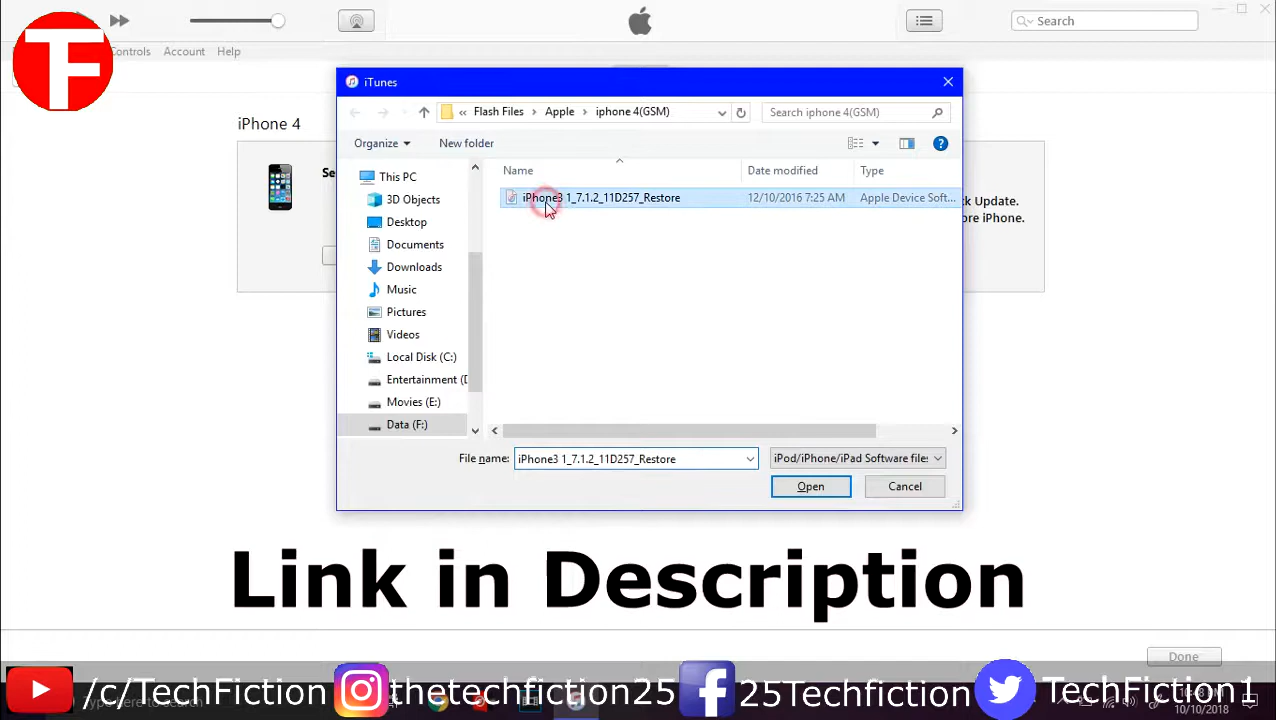 Search
TF
Controls
Account
Help
iTunes
« Flash Files > Apple > iphone 4(GSM)
Search iphone 4(GSM)
iPhone 4
Organize
New folder
This PC
Name
Date modified
Type
3D Objects
iPhone3 1_7.1.2_11D257_Restore
12/10/2016 7:25 AM
Apple Device Soft...
Desktop
Documents
Downloads
Music
Pictures
Videos
Local Disk (C:)
Entertainment (D
Movies (E:)
Data (F:)
k Update.
re iPhone.
File name:
iPhone3 1_7.1.2_11D257_Restore
iPod/iPhone/iPad Software files
Open
Cancel
Link in Description
Done
/c/TechFiction
thetechfiction25
25Techfiction
TechFiction1
10/10/2018